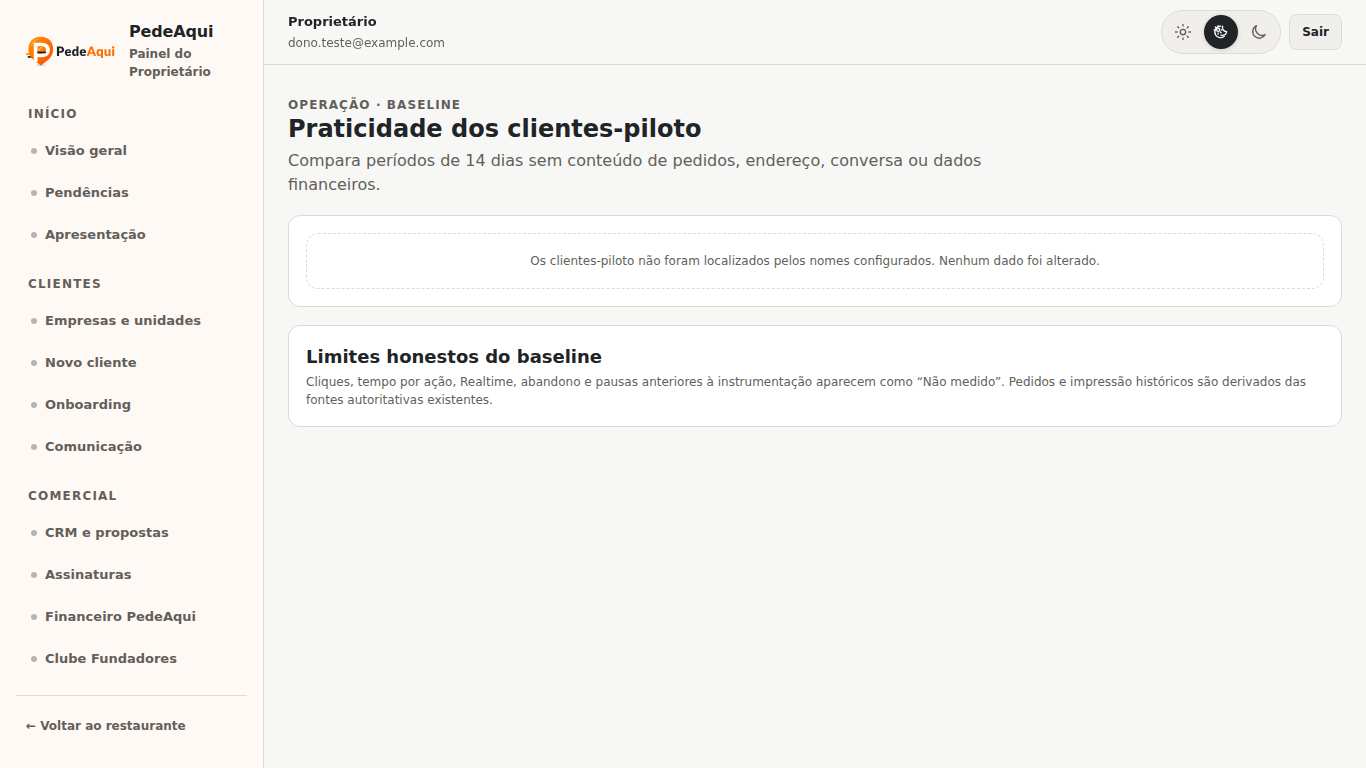 PedeAqui
PedeAqui
Painel do
Proprietário
INÍCIO
Visão geral
Pendências
Apresentação
CLIENTES
Empresas e unidades
Novo cliente
Onboarding
Comunicação
COMERCIAL
CRM e propostas
Assinaturas
Financeiro PedeAqui
Clube Fundadores
← Voltar ao restaurante
Proprietário
dono.teste@example.com
Sair
OPERAÇÃO · BASELINE
Praticidade dos clientes-piloto
Compara períodos de 14 dias sem conteúdo de pedidos, endereço, conversa ou dados
financeiros.
Os clientes-piloto não foram localizados pelos nomes configurados. Nenhum dado foi alterado.
Limites honestos do baseline
Cliques, tempo por ação, Realtime, abandono e pausas anteriores à instrumentação aparecem como “Não medido”. Pedidos e impressão históricos são derivados das
fontes autoritativas existentes.